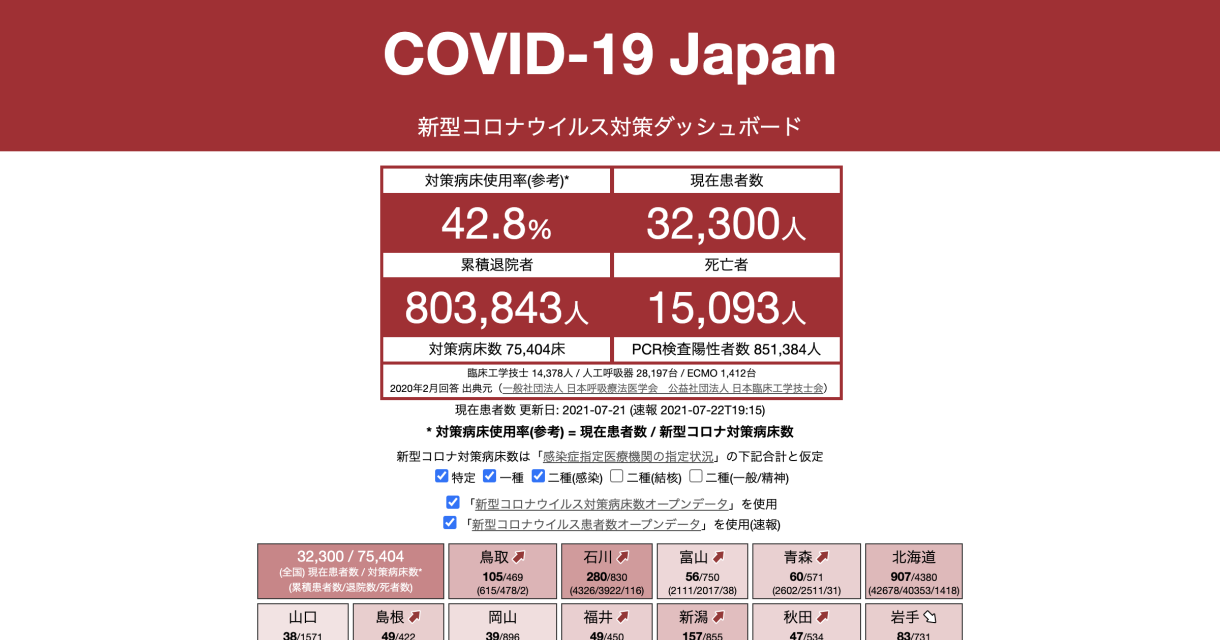 COVID-19 Japan
新型コロナウイルス対策ダッシュボード
対策病床使用率(参考)* 現在患者数
42.8% 32,300人
累積退院者 死亡者
803,843人 15,093人
対策病床数 75,404床 PCR検査陽性者数 851,384人
臨床工学技士 14,378人 / 人工呼吸器 28,197台 / ECMO 1,412台
2020年2月回答 出典元（一般社団法人 日本呼吸療法医学会　公益社団法人 日本臨床工学技士会）
現在患者数 更新日: 2021-07-21 (速報 2021-07-22T19:15)
* 対策病床使用率(参考) = 現在患者数 / 新型コロナ対策病床数
新型コロナ対策病床数は「感染症指定医療機関の指定状況」の下記合計と仮定
特定 一種 二種(感染) 二種(結核) 二種(一般/精神)
「新型コロナウイルス対策病床数オープンデータ」を使用
「新型コロナウイルス患者数オープンデータ」を使用(速報)
32,300 / 75,404 鳥取 石川 富山 青森 北海道
(全国) 現在患者数 / 対策病床数* 105/469 280/830 56/750 60/571 907/4380
(累積患者数/退院数/死者数) (615/478/2) (4326/3922/116) (2111/2017/38) (2602/2511/31) (42678/40353/1418)
山口 島根 岡山 福井 新潟 秋田 岩手
38/1571 49/422 39/896 49/450 157/855 47/534 83/731